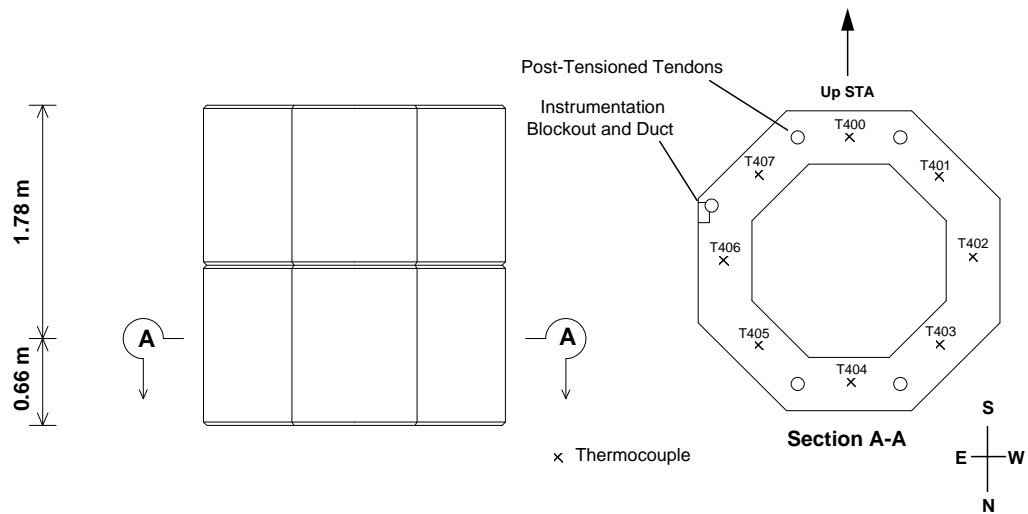 Post-Tensioned Tendons
Instrumentation
Blockout and Duct
Up STA
T400
T401
T402
T403
T404
T405
T406
T407
1.78 m
0.66 m
A
A
Section A-A
× Thermocouple
S
E W
N